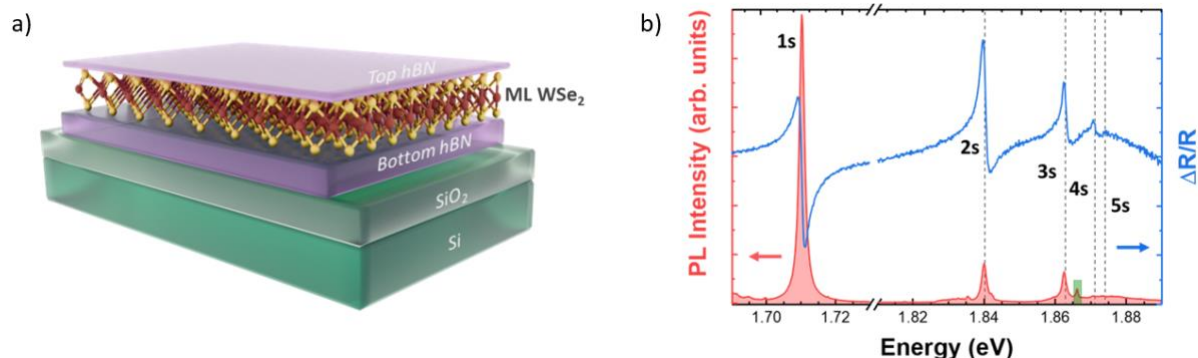 a)
Top hBN
ML WSe₂
Bottom hBN
SiO₂
Si
b)
PL Intensity (arb. units)
1s
2s
3s
4s
5s
ΔR/R
1.70 1.72 1.82 1.84 1.86 1.88
Energy (eV)